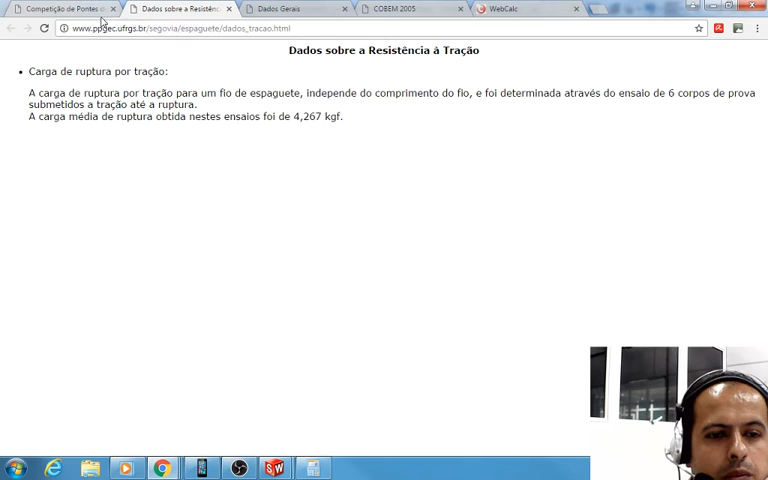 Competição de Pontes d
Dados sobre a Resistênc
Dados Gerais
COBEM 2005
WebCalc
www.ppgec.ufrgs.br/segovia/espaguete/dados_tracao.html
Dados sobre a Resistência à Tração
Carga de ruptura por tração:
A carga de ruptura por tração para um fio de espaguete, independe do comprimento do fio, e foi determinada através do ensaio de 6 corpos de prova
submetidos a tração até a ruptura.
A carga média de ruptura obtida nestes ensaios foi de 4,267 kgf.